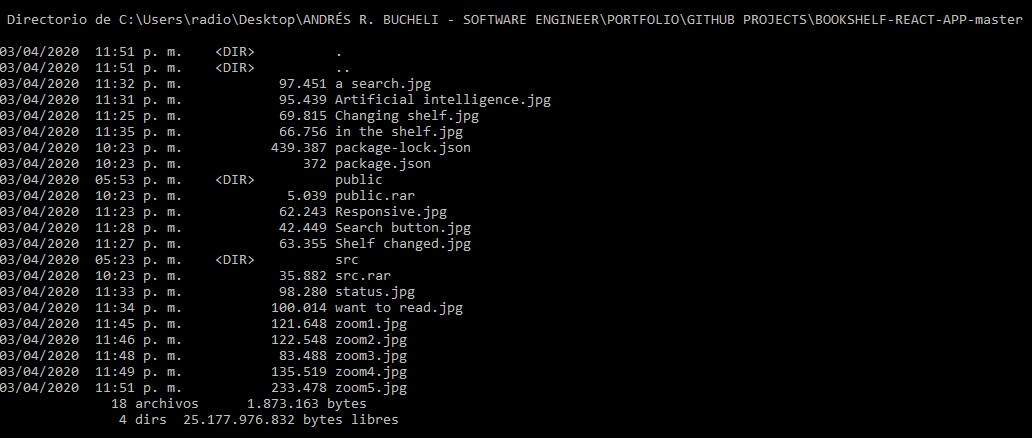 Directorio de C:\Users\radio\Desktop\ANDRÉS R. BUCHELI - SOFTWARE ENGINEER\PORTFOLIO\GITHUB PROJECTS\BOOKSHELF-REACT-APP-master
03/04/2020  11:51 p. m.    <DIR>          .
03/04/2020  11:51 p. m.    <DIR>          ..
03/04/2020  11:32 p. m.            97.451 a search.jpg
03/04/2020  11:31 p. m.            95.439 Artificial intelligence.jpg
03/04/2020  11:25 p. m.            69.815 Changing shelf.jpg
03/04/2020  11:35 p. m.            66.756 in the shelf.jpg
03/04/2020  10:23 p. m.           439.387 package-lock.json
03/04/2020  10:23 p. m.               372 package.json
03/04/2020  05:53 p. m.    <DIR>          public
03/04/2020  10:23 p. m.             5.039 public.rar
03/04/2020  11:23 p. m.            62.243 Responsive.jpg
03/04/2020  11:28 p. m.            42.449 Search button.jpg
03/04/2020  11:27 p. m.            63.355 Shelf changed.jpg
03/04/2020  05:23 p. m.    <DIR>          src
03/04/2020  10:23 p. m.            35.882 src.rar
03/04/2020  11:33 p. m.            98.280 status.jpg
03/04/2020  11:34 p. m.           100.014 want to read.jpg
03/04/2020  11:45 p. m.           121.648 zoom1.jpg
03/04/2020  11:46 p. m.           122.548 zoom2.jpg
03/04/2020  11:48 p. m.            83.488 zoom3.jpg
03/04/2020  11:49 p. m.           135.519 zoom4.jpg
03/04/2020  11:51 p. m.           233.478 zoom5.jpg
18 archivos      1.873.163 bytes
4 dirs  25.177.976.832 bytes libres